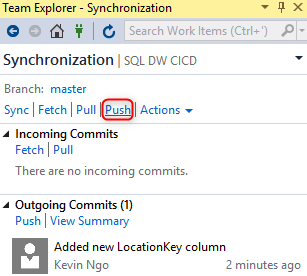 Team Explorer - Synchronization
Search Work Items (Ctrl+')
Synchronization | SQL DW CICD
Branch: master
Sync | Fetch | Pull | Push | Actions
Incoming Commits
Fetch | Pull
There are no incoming commits.
Outgoing Commits (1)
Push | View Summary
Added new LocationKey column
Kevin Ngo 2 minutes ago